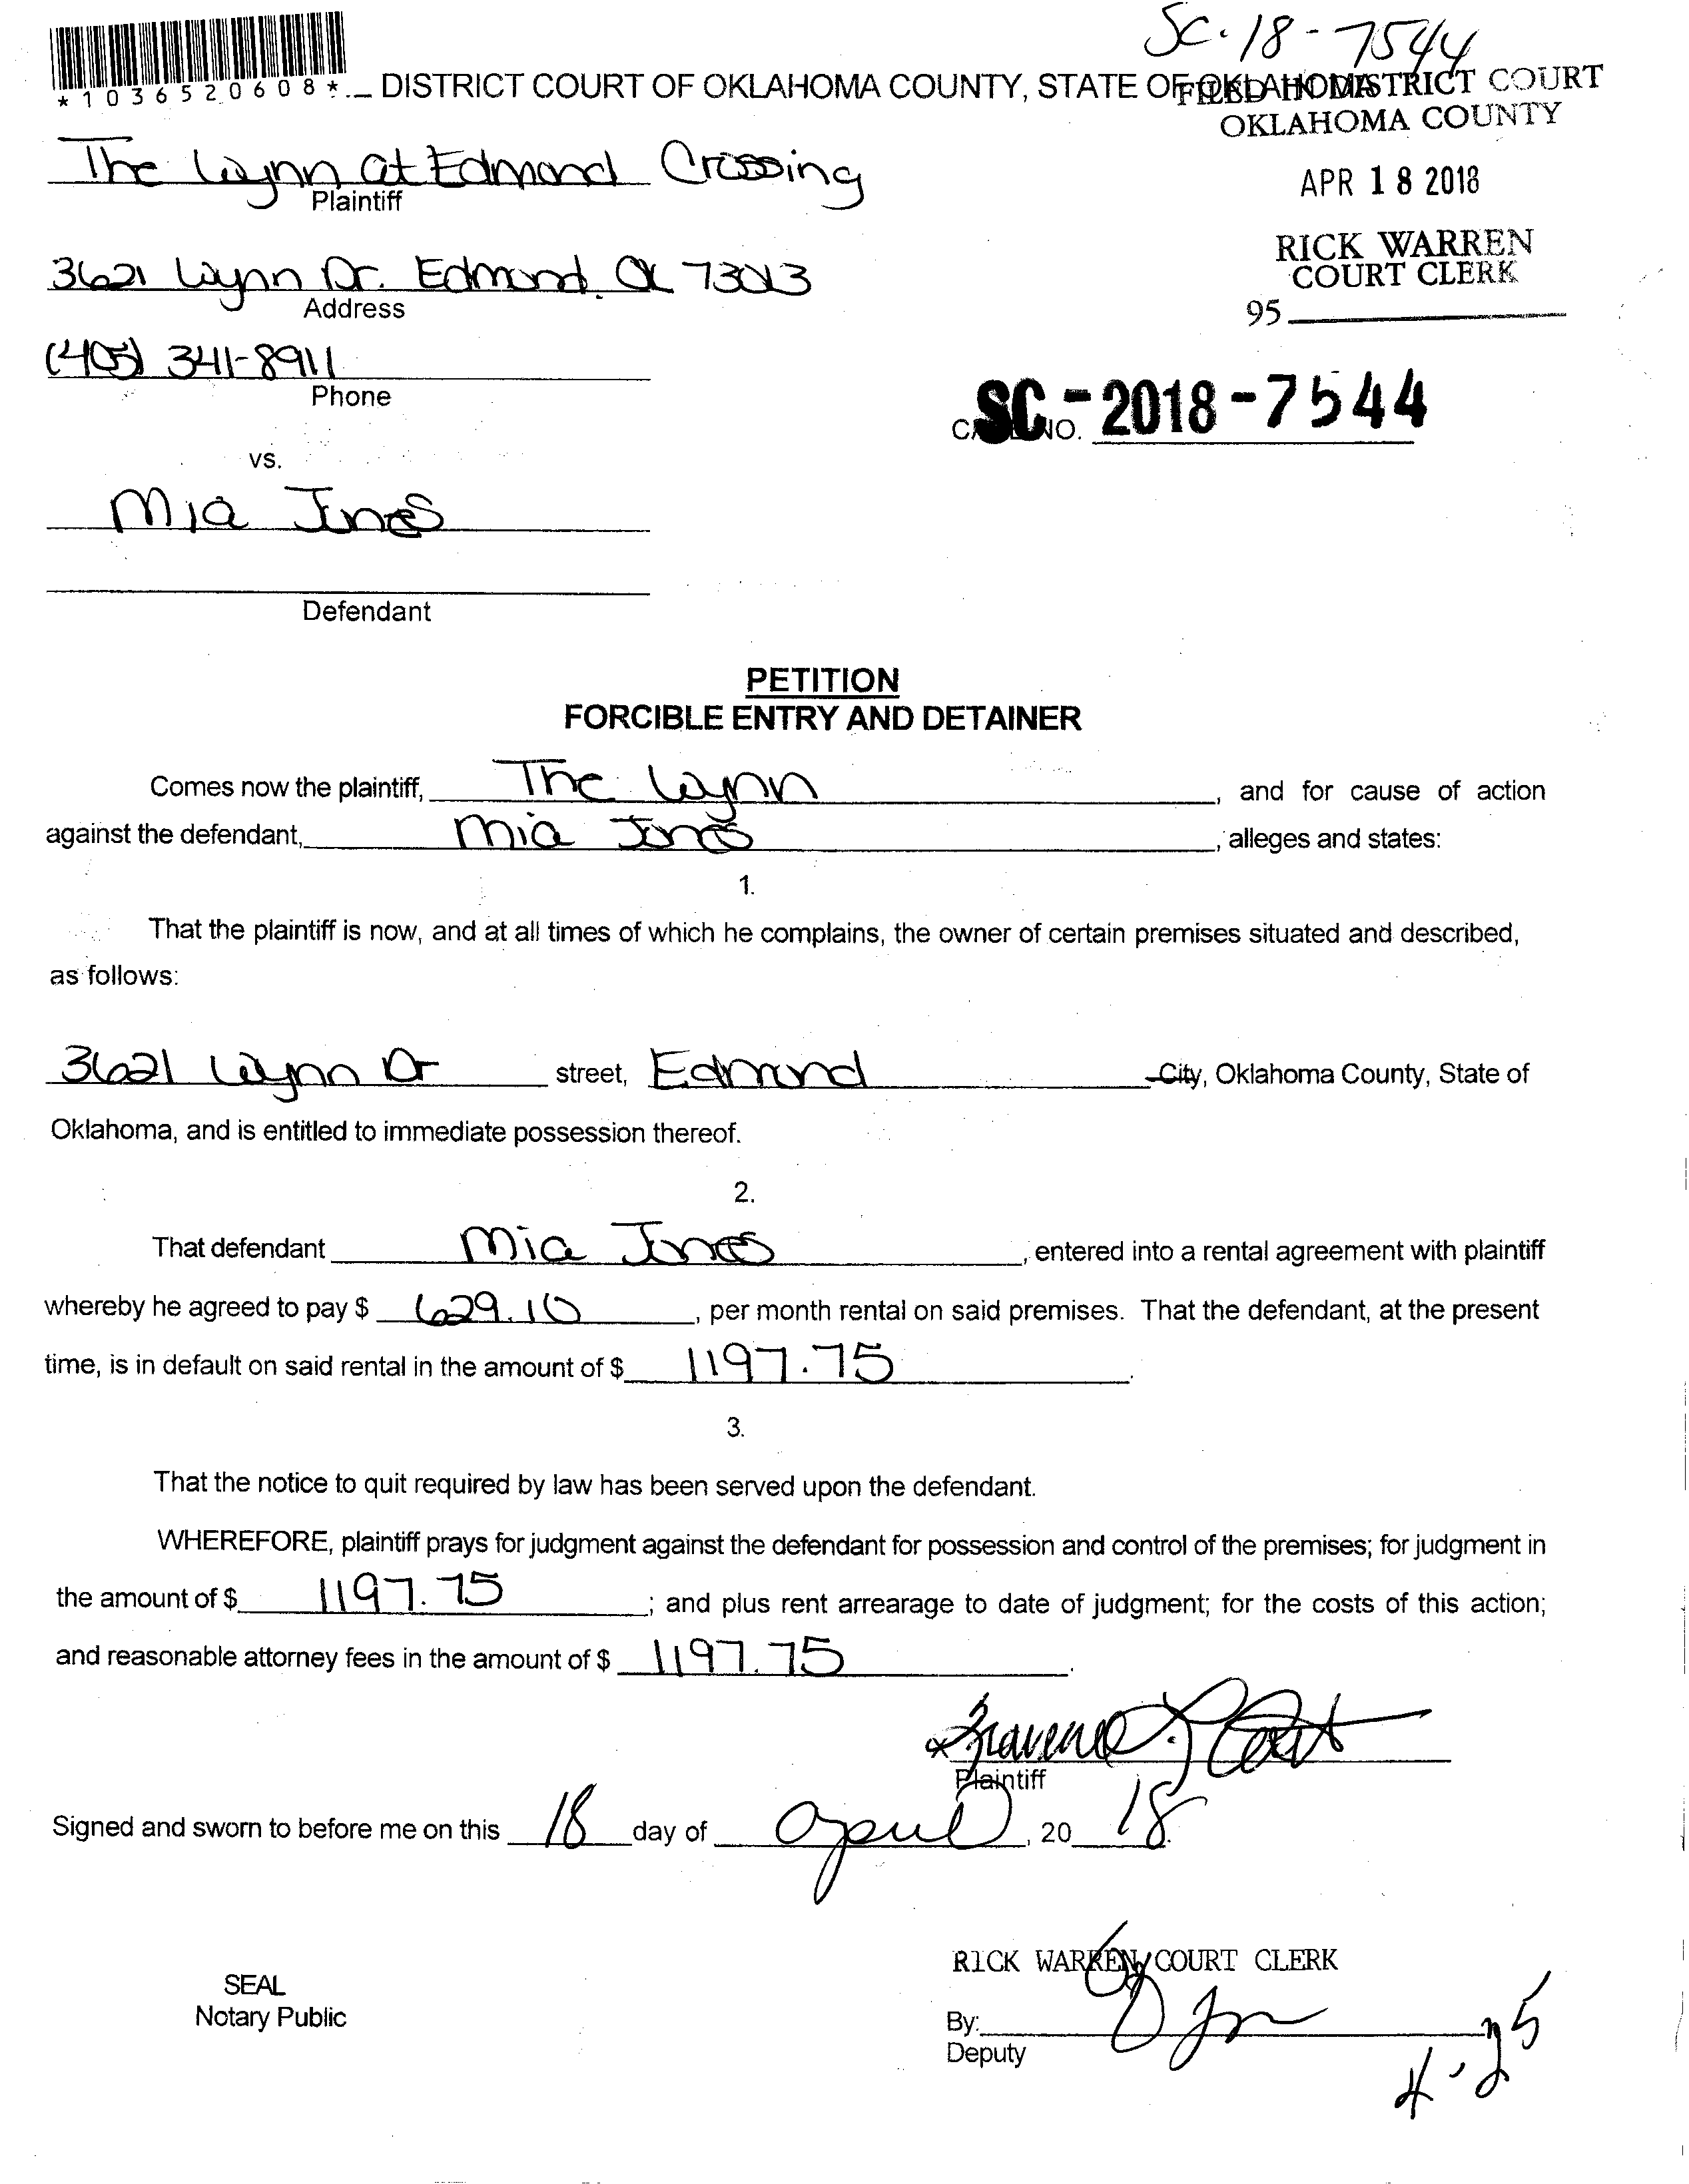 SC-18-7544
*1036520608*
DISTRICT COURT OF OKLAHOMA COUNTY, STATE OF OKLAHOMA
FILED IN DISTRICT COURT
OKLAHOMA COUNTY
The Wynn at Edmond Crossing
Plaintiff
APR 18 2018
RICK WARREN
COURT CLERK
95
3621 Wynn Dr. Edmond, OK 73013
Address
(405) 341-8911
Phone
SC-2018-7544
CASE NO.
vs.
Mia Jones
Defendant
PETITION
FORCIBLE ENTRY AND DETAINER
Comes now the plaintiff, The Wynn, and for cause of action
against the defendant, Mia Jones, alleges and states:
1.
That the plaintiff is now, and at all times of which he complains, the owner of certain premises situated and described,
as follows:
3621 Wynn Dr street, Edmond City, Oklahoma County, State of
Oklahoma, and is entitled to immediate possession thereof.
2.
That defendant Mia Jones, entered into a rental agreement with plaintiff
whereby he agreed to pay $ 629.10, per month rental on said premises. That the defendant, at the present
time, is in default on said rental in the amount of $ 1197.75.
3.
That the notice to quit required by law has been served upon the defendant.
WHEREFORE, plaintiff prays for judgment against the defendant for possession and control of the premises; for judgment in
the amount of $ 1197.75; and plus rent arrearage to date of judgment; for the costs of this action;
and reasonable attorney fees in the amount of $ 1197.75.
Plaintiff
Signed and sworn to before me on this 18 day of April, 20 18.
RICK WARREN, COURT CLERK
SEAL
Notary Public
By:
Deputy
4-25